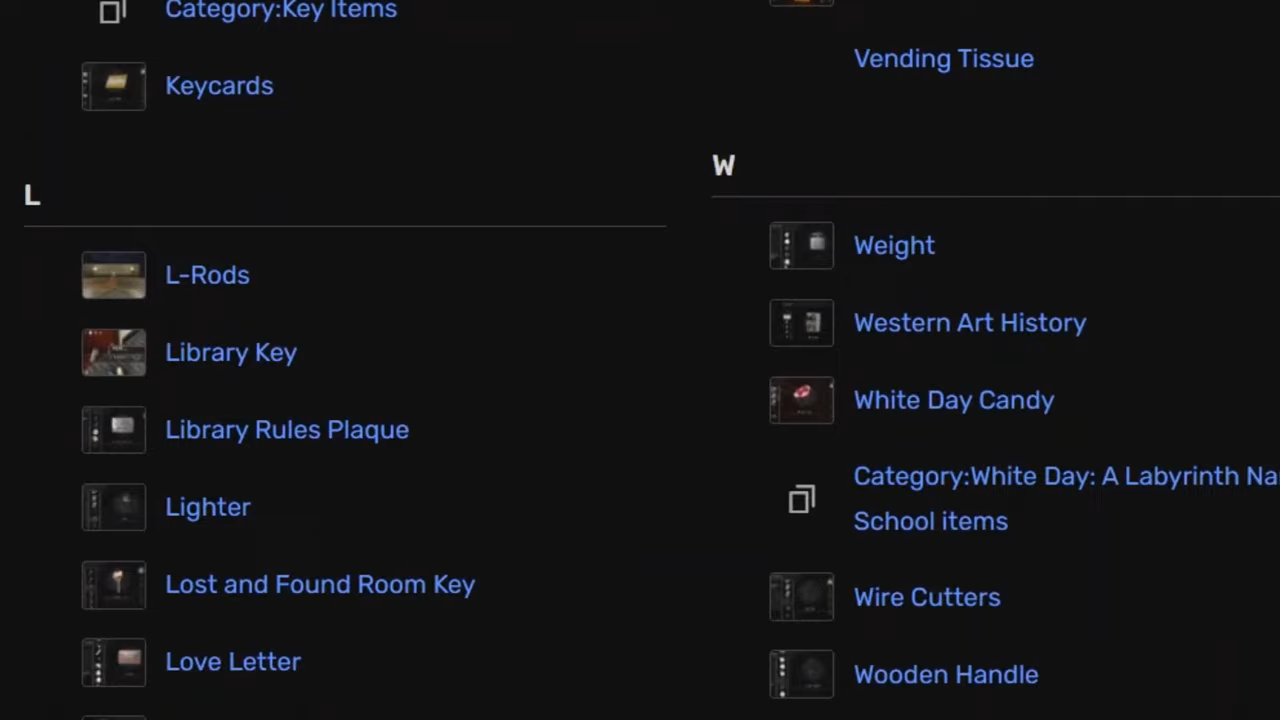 Category:Key Items
Keycards
L
L-Rods
Library Key
Library Rules Plaque
Lighter
Lost and Found Room Key
Love Letter
Vending Tissue
W
Weight
Western Art History
White Day Candy
Category:White Day: A Labyrinth Na
School items
Wire Cutters
Wooden Handle